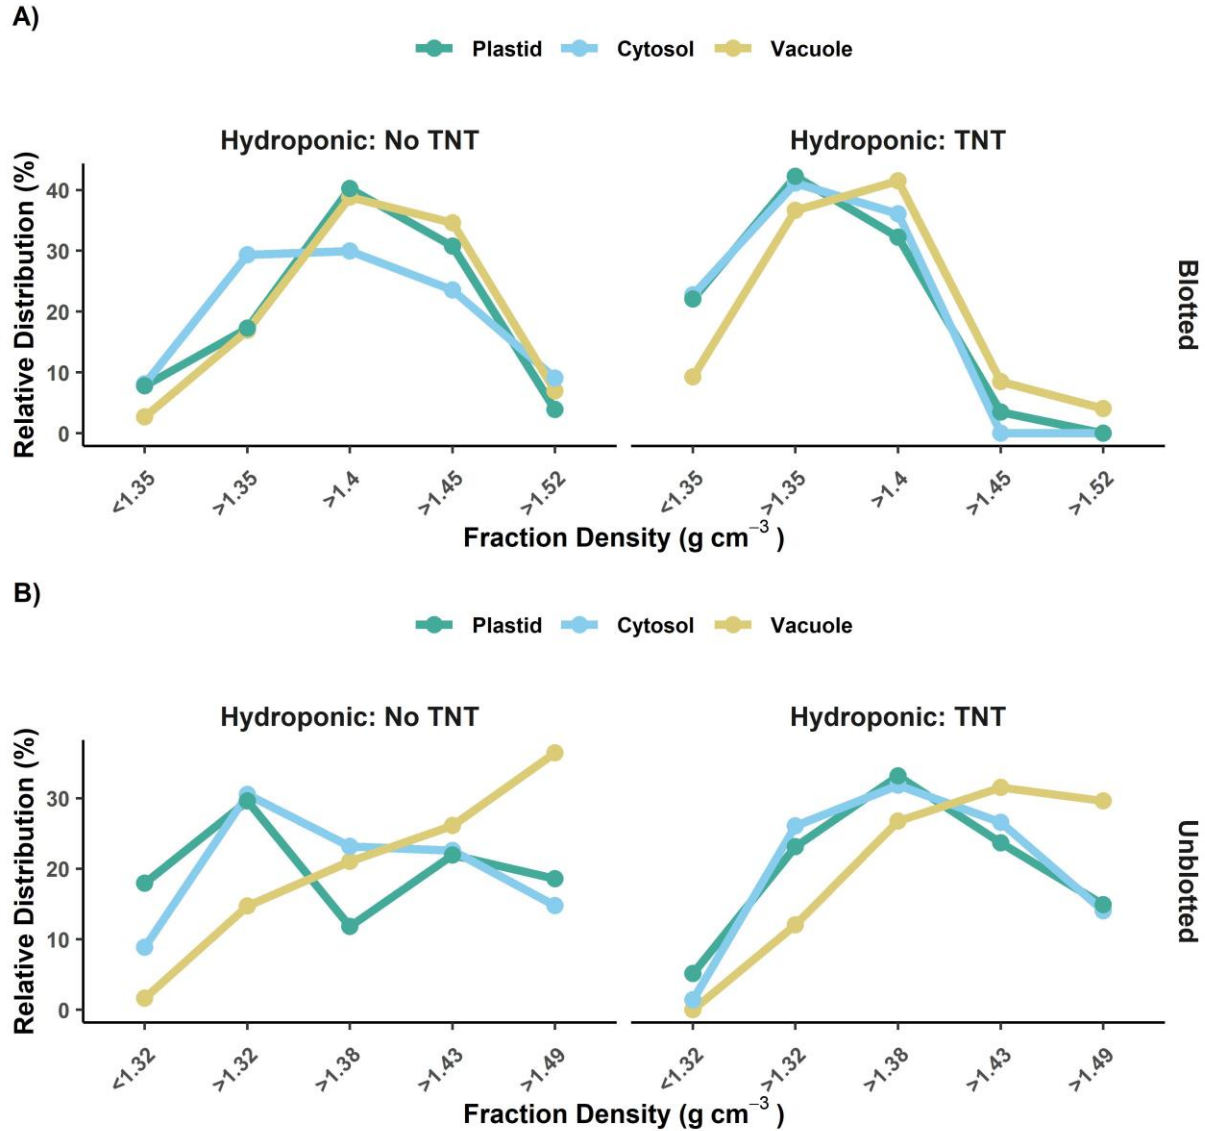 A)
Plastid Cytosol Vacuole
Hydroponic: No TNT Hydroponic: TNT
Relative Distribution (%)
40
30
20
10
0
Blotted
<1.35 >1.35 >1.4 >1.45 >1.52 <1.35 >1.35 >1.4 >1.45 >1.52
Fraction Density (g cm⁻³ )
B)
Plastid Cytosol Vacuole
Hydroponic: No TNT Hydroponic: TNT
Relative Distribution (%)
30
20
10
0
Unblotted
<1.32 >1.32 >1.38 >1.43 >1.49 <1.32 >1.32 >1.38 >1.43 >1.49
Fraction Density (g cm⁻³ )